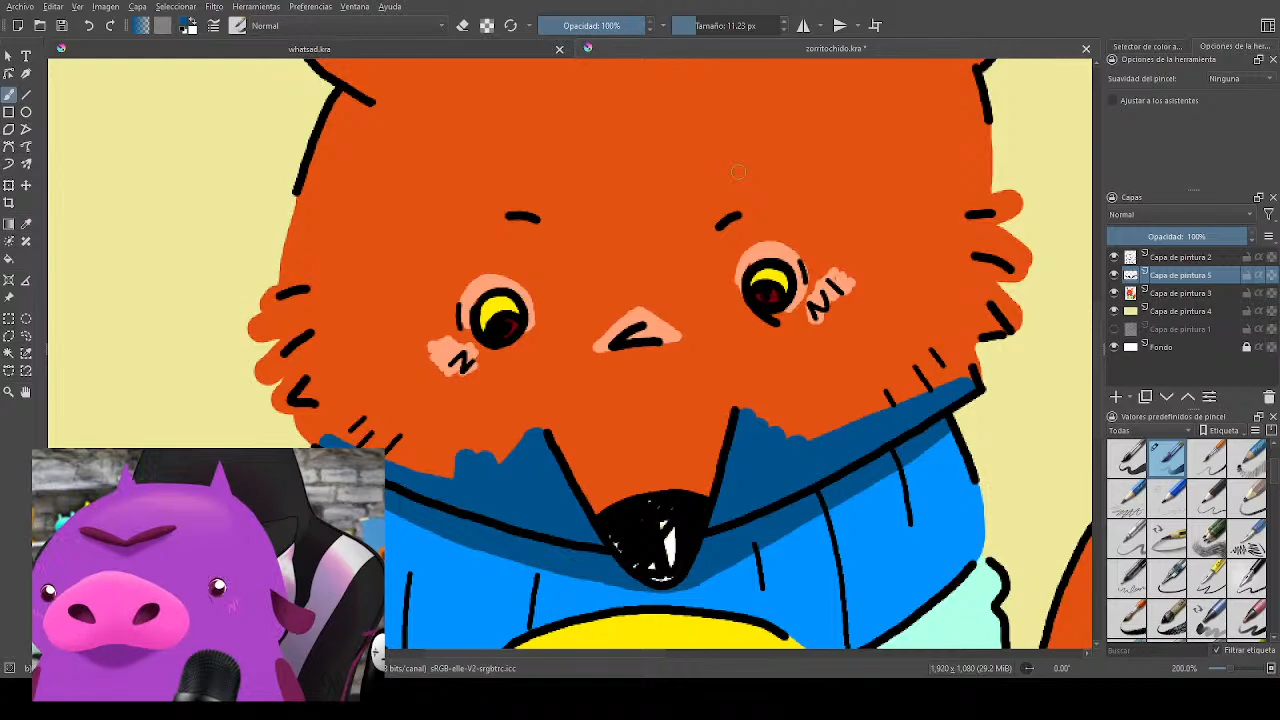 Archivo Editar Ver Imagen Capa Seleccionar Filtro Herramientas Preferencias Ventana Ayuda
Normal Opacidad: 100% Tamaño: 11.23 px
whatsad.kra zorritochido.kra *
Selector de color a... Opciones de la her...
Opciones de la herramienta
Suavidad del pincel: Ninguna
Ajustar a los asistentes
Capas
Normal
Opacidad: 100%
Capa de pintura 2
Capa de pintura 5
Capa de pintura 3
Capa de pintura 4
Capa de pintura 1
Fondo
Valores predefinidos de pincel
Todas Etiqueta
Buscar Filtrar etiqueta
bits/canal) sRGB-elle-V2-srgbtrc.icc 1,920 x 1,080 (29.2 MiB) 0.00° 200.0%